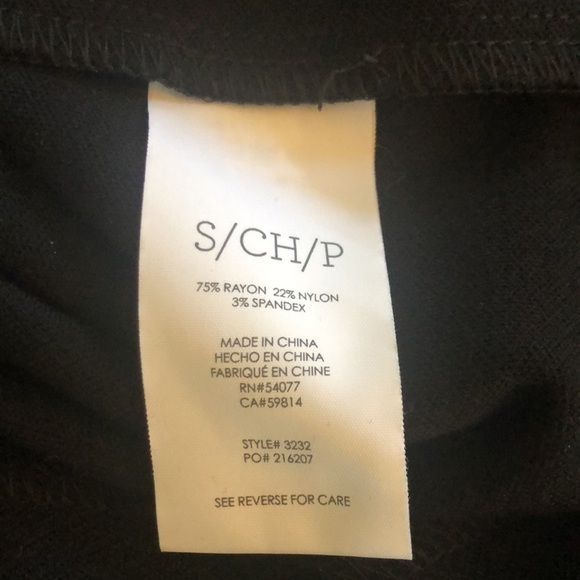 S/CH/P
75% RAYON 22% NYLON
3% SPANDEX
MADE IN CHINA
HECHO EN CHINA
FABRIQUÉ EN CHINE
RN#54077
CA#59814
STYLE# 3232
PO# 216207
SEE REVERSE FOR CARE